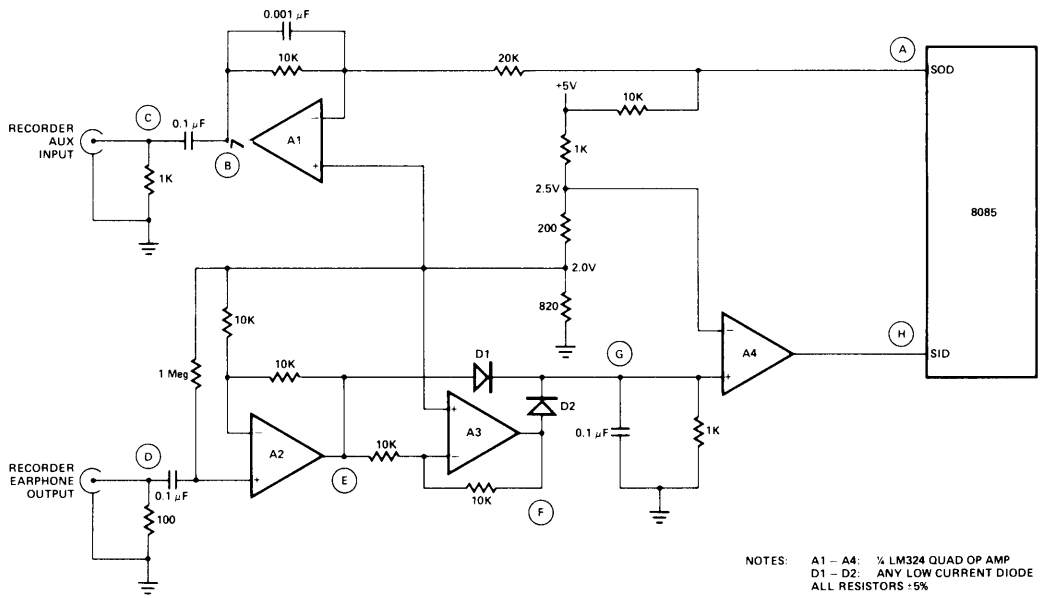 0.001 µF
10K
20K
A
SOD
+5V
10K
C
0.1 µF
RECORDER
AUX
INPUT
A1
−
+
B
1K
1K
2.5V
8085
200
2.0V
10K
820
D1
G
−
A4
+
H
SID
1 Meg
10K
D2
+
A3
−
0.1 µF
1K
−
A2
+
10K
RECORDER
EARPHONE
OUTPUT
D
0.1 µF
E
10K
F
100
NOTES: A1 – A4: ¼ LM324 QUAD OP AMP
D1 – D2: ANY LOW CURRENT DIODE
ALL RESISTORS ±5%